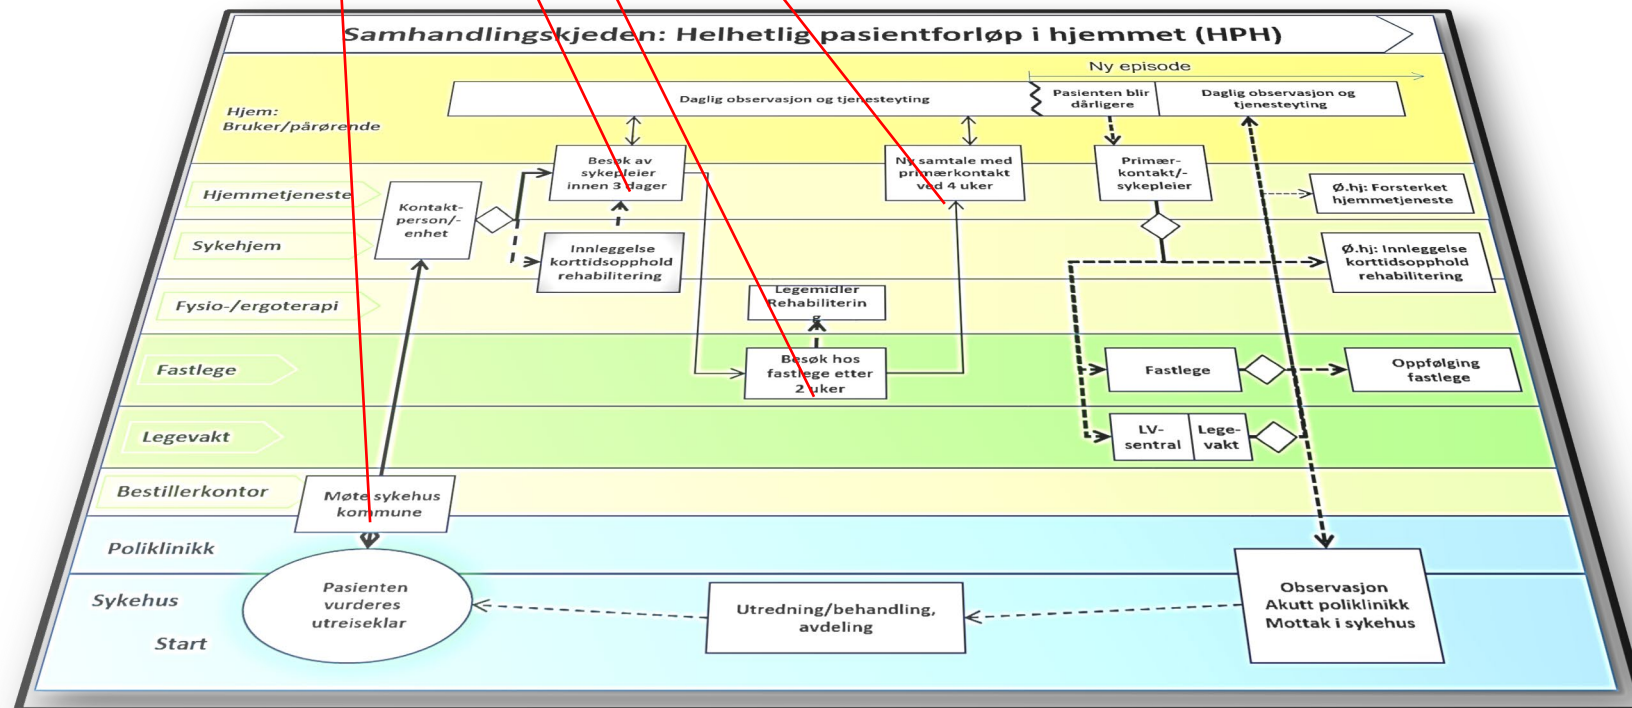 Samhandlingskjeden: Helhetlig pasientforløp i hjemmet (HPH)
Ny episode
Hjem:
Bruker/pårørende
Daglig observasjon og tjenesteyting
Pasienten blir
dårligere
Daglig observasjon og
tjenesteyting
Hjemmetjeneste
Kontakt-
person/-
enhet
Besøk av
sykepleier
innen 3 dager
Ny samtale med
primærkontakt
ved 4 uker
Primær-
kontakt/-
sykepleier
Ø.hj: Forsterket
hjemmetjeneste
Sykehjem
Innleggelse
korttidsopphold
rehabilitering
Ø.hj: Innleggelse
korttidsopphold
rehabilitering
Fysio-/ergoterapi
Legemidler
Rehabiliterin
g
Fastlege
Besøk hos
fastlege etter
2 uker
Fastlege
Oppfølging
fastlege
Legevakt
LV-
sentral
Lege-
vakt
Bestillerkontor
Møte sykehus
kommune
Poliklinikk
Sykehus
Start
Pasienten
vurderes
utreiseklar
Utredning/behandling,
avdeling
Observasjon
Akutt poliklinikk
Mottak i sykehus